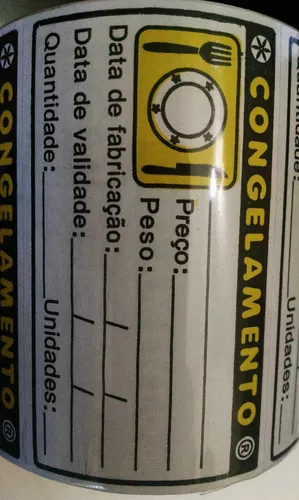 ✻ CONGELAMENTO ®
Preço:
Peso:
Data de fabricação: / /
Data de validade: / /
Quantidade: Unidades:
✻ CONGELAMENTO ®
Unidades: